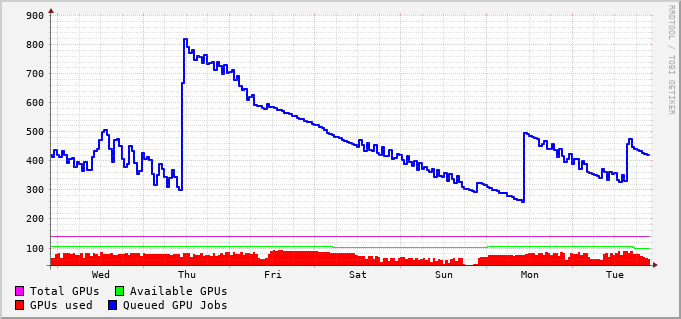 900
800
700
600
500
400
300
200
100
Wed Thu Fri Sat Sun Mon Tue
Total GPUs Available GPUs
GPUs used Queued GPU Jobs
RRDTOOL / TOBI OETIKER